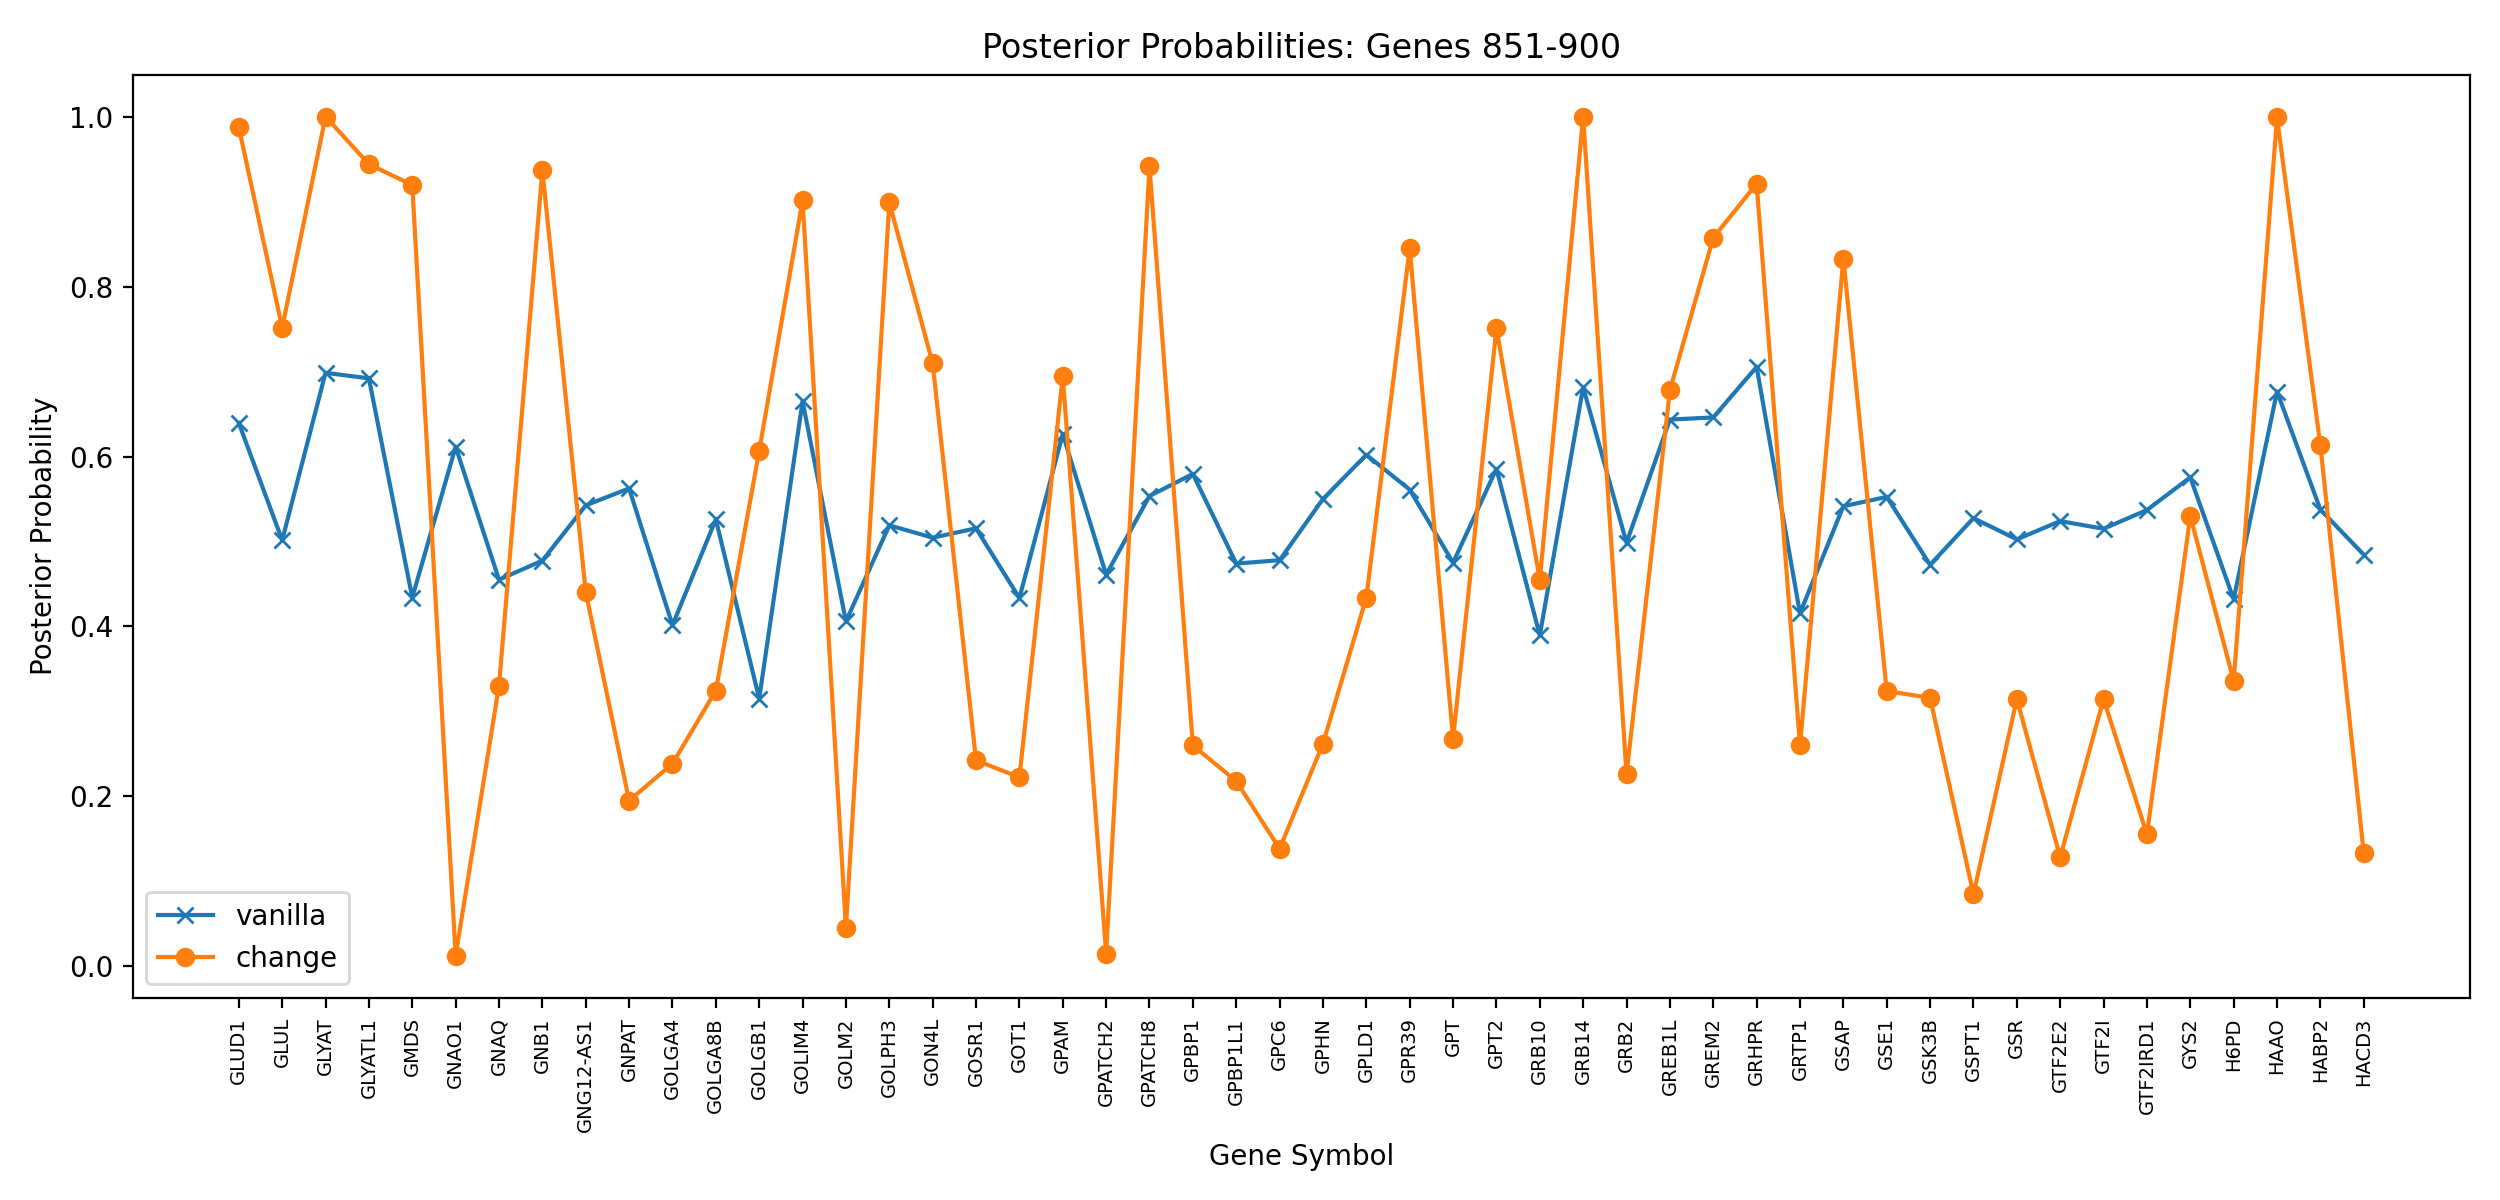 Posterior Probabilities: Genes 851-900
Posterior Probability
1.0
0.8
0.6
0.4
0.2
0.0
vanilla
change
GLUD1
GLUL
GLYAT
GLYATL1
GMDS
GNAO1
GNAQ
GNB1
GNG12-AS1
GNPAT
GOLGA4
GOLGA8B
GOLGB1
GOLIM4
GOLM2
GOLPH3
GON4L
GOSR1
GOT1
GPAM
GPATCH2
GPATCH8
GPBP1
GPBP1L1
GPC6
GPHN
GPLD1
GPR39
GPT
GPT2
GRB10
GRB14
GRB2
GREB1L
GREM2
GRHPR
GRTP1
GSAP
GSE1
GSK3B
GSPT1
GSR
GTF2E2
GTF2I
GTF2IRD1
GYS2
H6PD
HAAO
HABP2
HACD3
Gene Symbol